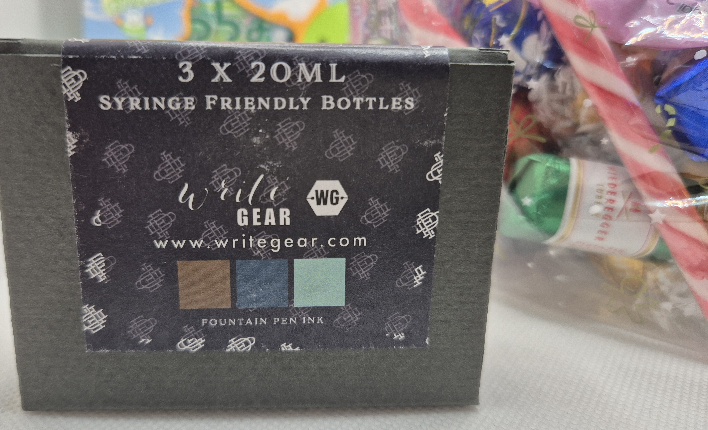 3 X 20ML
SYRINGE FRIENDLY BOTTLES
write
GEAR
WG
www.writegear.com
FOUNTAIN PEN INK